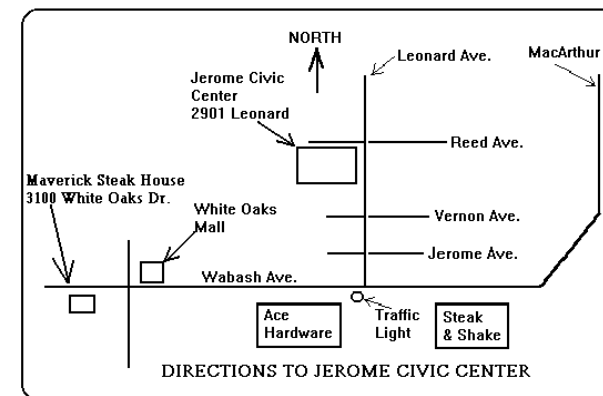 NORTH
Leonard Ave.
MacArthur
Jerome Civic
Center
2901 Leonard
Reed Ave.
Maverick Steak House
3100 White Oaks Dr.
White Oaks
Mall
Vernon Ave.
Jerome Ave.
Wabash Ave.
Ace
Hardware
Traffic
Light
Steak
& Shake
DIRECTIONS TO JEROME CIVIC CENTER